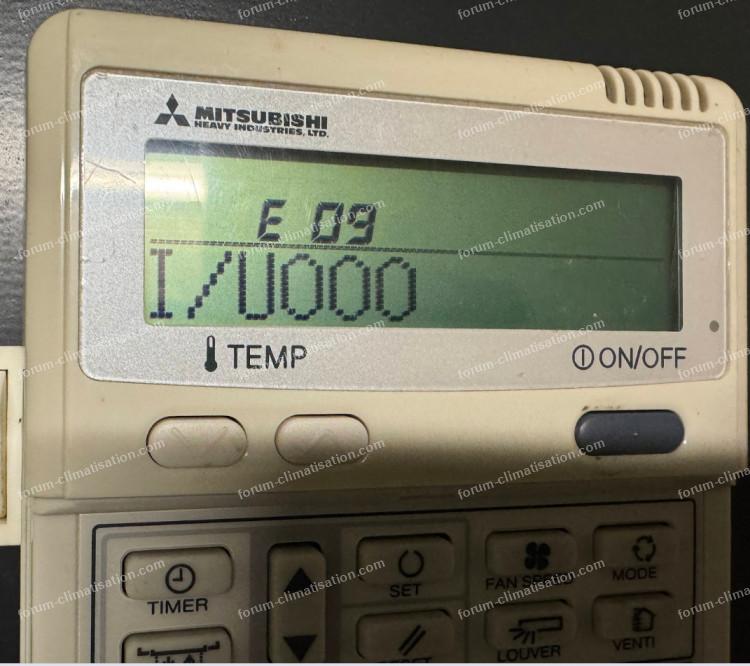 MITSUBISHI
HEAVY INDUSTRIES, LTD.
E 09
I/U000
TEMP
ON/OFF
TIMER
SET
FAN SPEED
MODE
RESET
LOUVER
VENTI
forum-climatisation.com